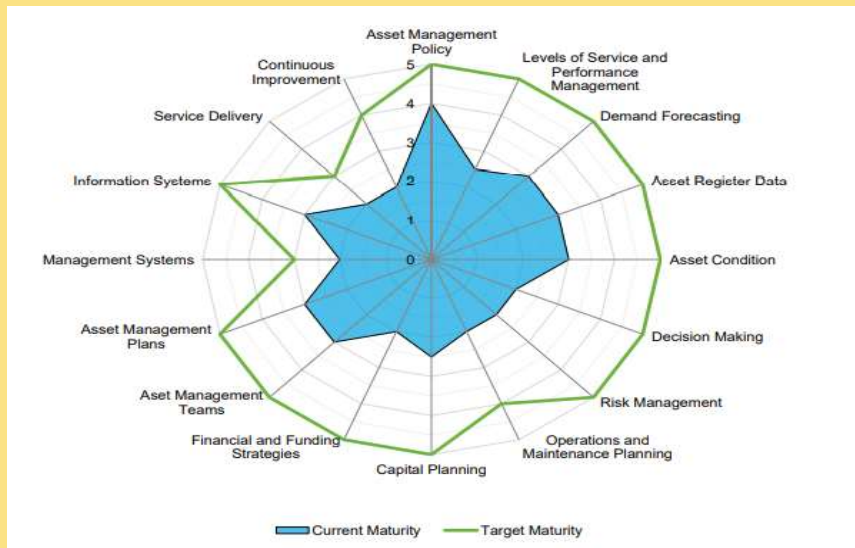 Asset Management
Policy
Levels of Service and
Performance
Management
Demand Forecasting
Asset Register Data
Asset Condition
Decision Making
Risk Management
Operations and
Maintenance Planning
Capital Planning
Financial and Funding
Strategies
Aset Management
Teams
Asset Management
Plans
Management Systems
Information Systems
Service Delivery
Continuous
Improvement
5
4
3
2
1
0
Current Maturity
Target Maturity